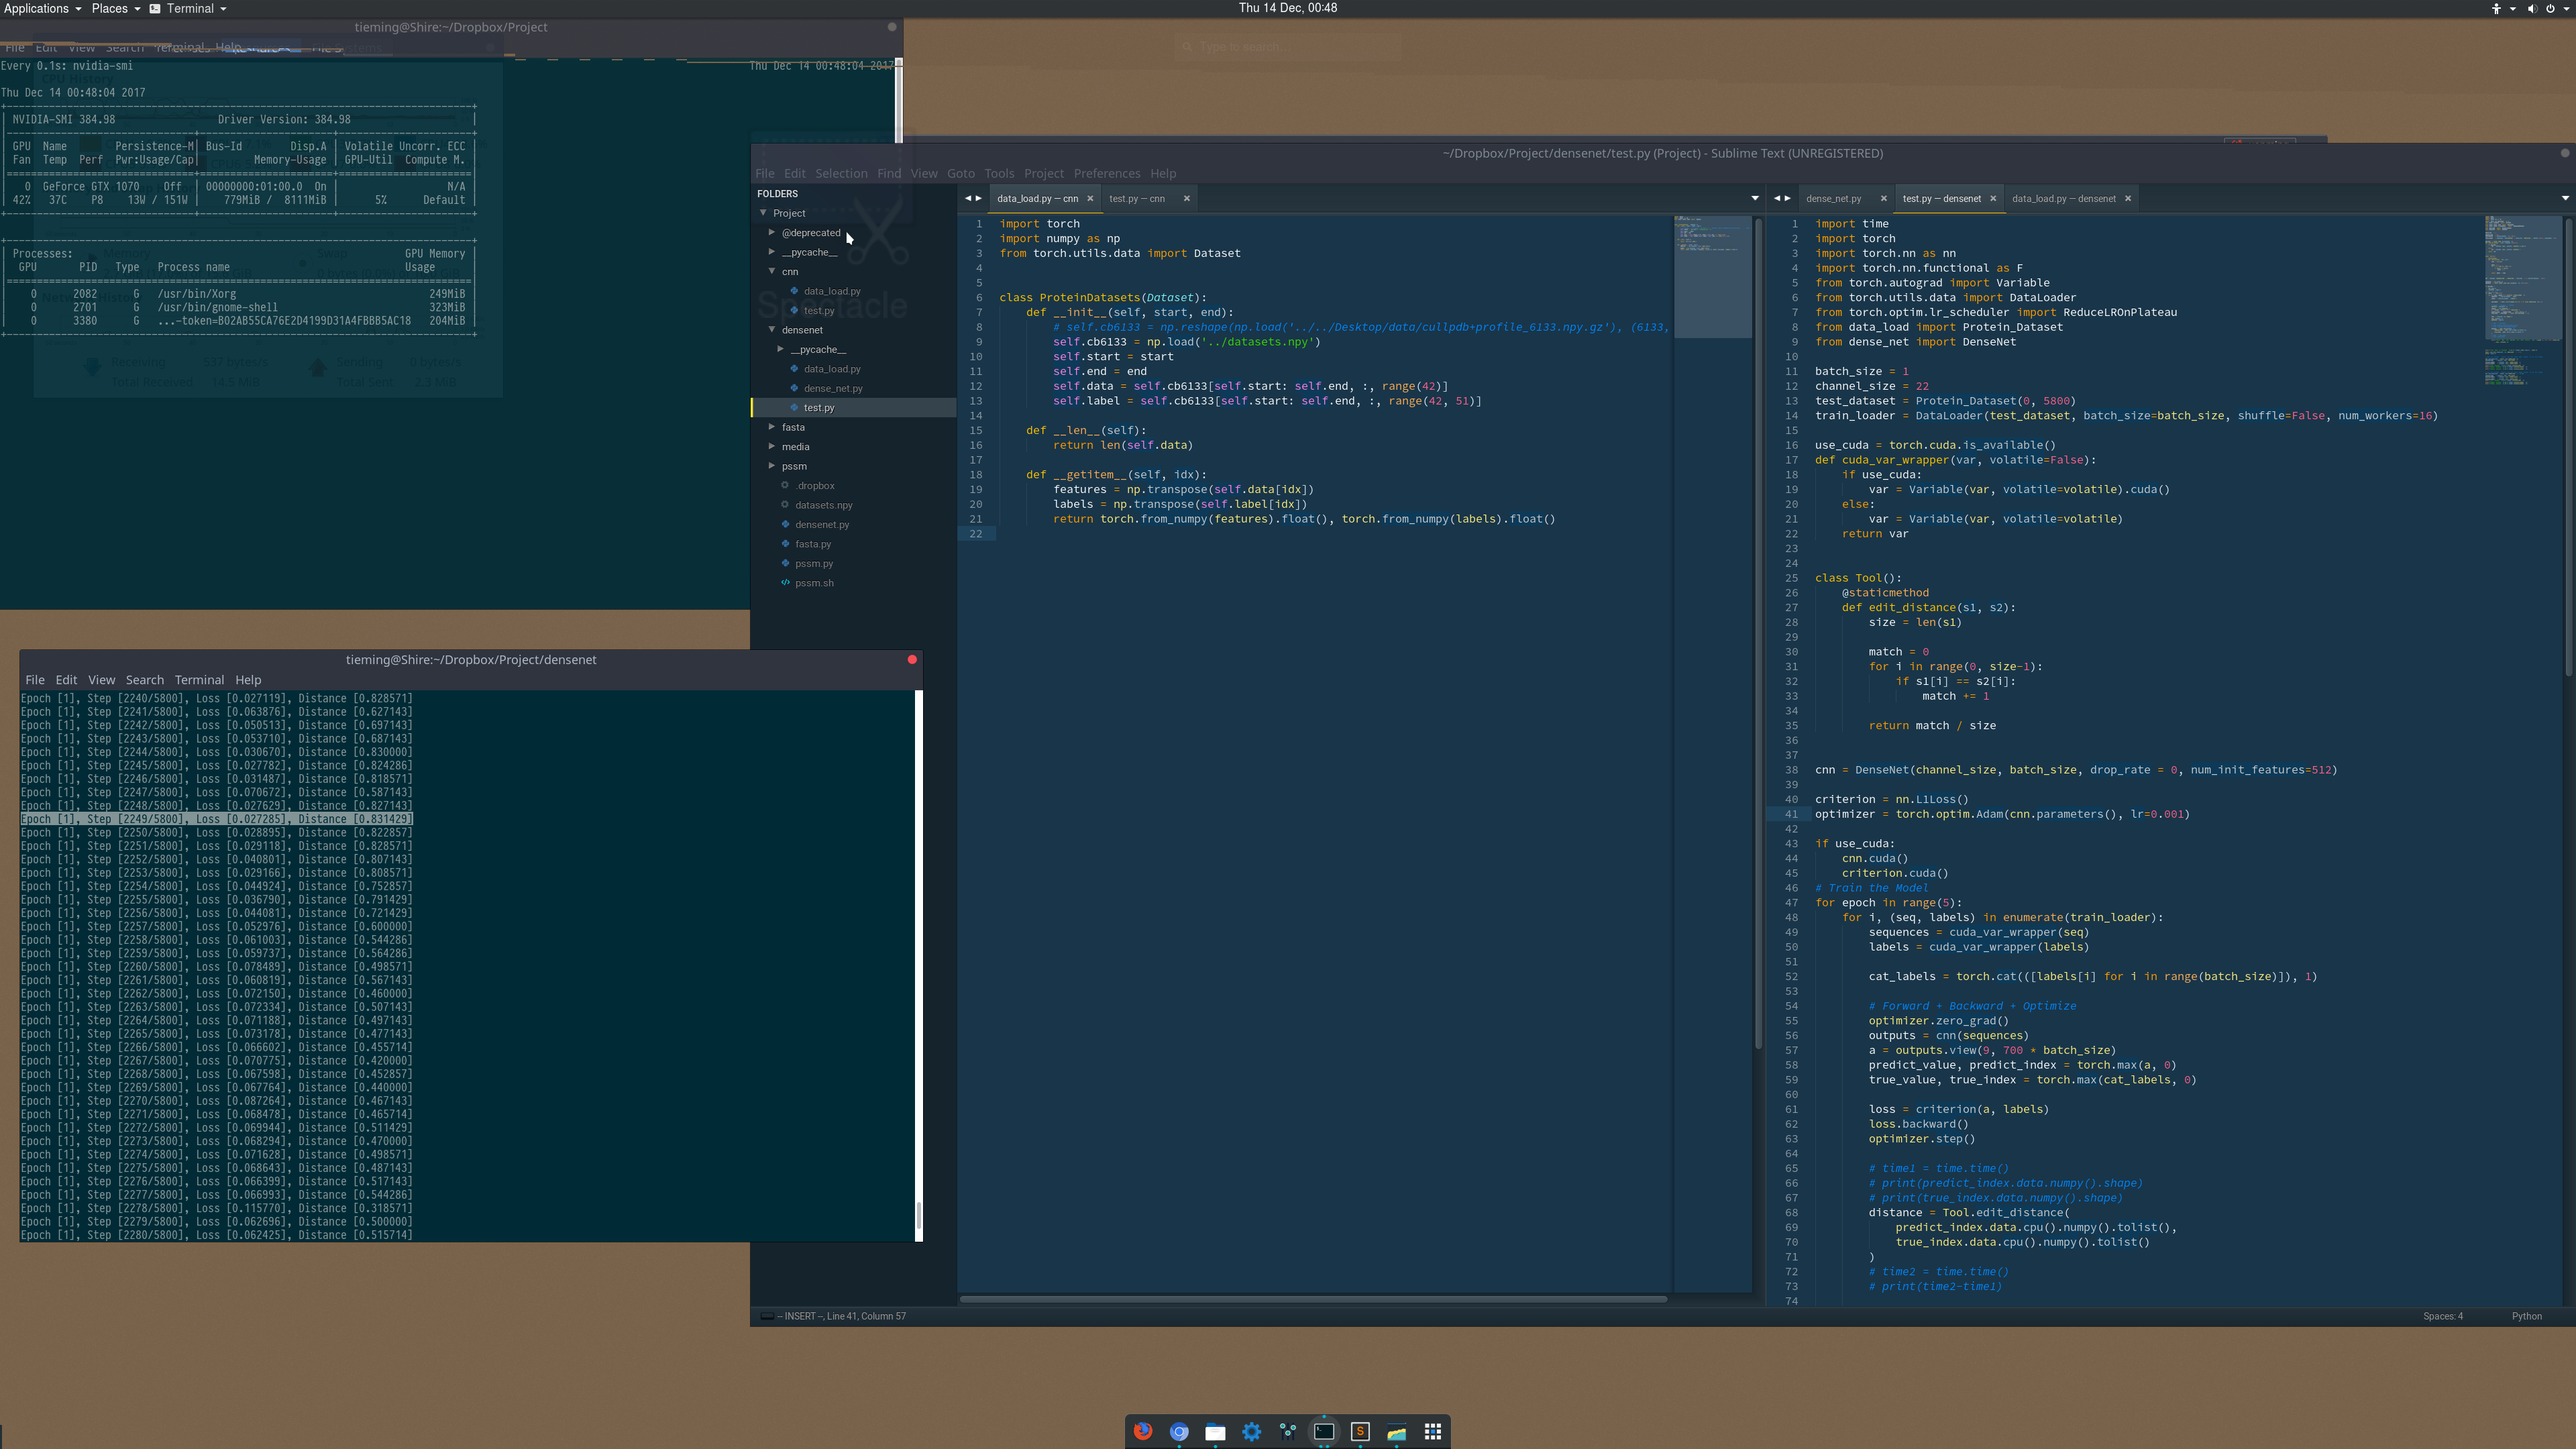 Applications Places Terminal Thu 14 Dec, 00:48
tieming@Shire:~/Dropbox/Project
File Edit View Search Terminal Help
Type to search...
Every 0.1s: nvidia-smi Thu Dec 14 00:48:04 2017
CPU History
Thu Dec 14 00:48:04 2017
NVIDIA-SMI 384.98 Driver Version: 384.98
GPU Name Persistence-M| Bus-Id Disp.A | Volatile Uncorr. ECC
Fan Temp Perf Pwr:Usage/Cap| Memory-Usage | GPU-Util Compute M.
0 GeForce GTX 1070 Off | 00000000:01:00.0 On | N/A
42% 37C P8 13W / 151W | 779MiB / 8111MiB | 5% Default
Processes: GPU Memory
GPU PID Type Process name Usage
0 2082 G /usr/bin/Xorg 249MiB
0 2701 G /usr/bin/gnome-shell 323MiB
0 3380 G ...-token=B02AB55CA76E2D4199D31A4FBBB5AC18 204MiB
Receiving 537 bytes/s Sending 0 bytes/s
Total Received 14.5 MiB Total Sent 2.3 MiB
Spectacle
~/Dropbox/Project/densenet/test.py (Project) - Sublime Text (UNREGISTERED)
File Edit Selection Find View Goto Tools Project Preferences Help
FOLDERS
Project
@deprecated
__pycache__
cnn
data_load.py
test.py
densenet
__pycache__
data_load.py
dense_net.py
test.py
fasta
media
pssm
.dropbox
datasets.npy
densenet.py
fasta.py
pssm.py
pssm.sh
data_load.py — cnn test.py — cnn
1 import torch
2 import numpy as np
3 from torch.utils.data import Dataset
4
5
6 class ProteinDatasets(Dataset):
7 def __init__(self, start, end):
8 # self.cb6133 = np.reshape(np.load('../../Desktop/data/cullpdb+profile_6133.npy.gz'), (6133,
9 self.cb6133 = np.load('../datasets.npy')
10 self.start = start
11 self.end = end
12 self.data = self.cb6133[self.start: self.end, :, range(42)]
13 self.label = self.cb6133[self.start: self.end, :, range(42, 51)]
14
15 def __len__(self):
16 return len(self.data)
17
18 def __getitem__(self, idx):
19 features = np.transpose(self.data[idx])
20 labels = np.transpose(self.label[idx])
21 return torch.from_numpy(features).float(), torch.from_numpy(labels).float()
22
dense_net.py test.py — densenet data_load.py — densenet
1 import time
2 import torch
3 import torch.nn as nn
4 import torch.nn.functional as F
5 from torch.autograd import Variable
6 from torch.utils.data import DataLoader
7 from torch.optim.lr_scheduler import ReduceLROnPlateau
8 from data_load import Protein_Dataset
9 from dense_net import DenseNet
10
11 batch_size = 1
12 channel_size = 22
13 test_dataset = Protein_Dataset(0, 5800)
14 train_loader = DataLoader(test_dataset, batch_size=batch_size, shuffle=False, num_workers=16)
15
16 use_cuda = torch.cuda.is_available()
17 def cuda_var_wrapper(var, volatile=False):
18 if use_cuda:
19 var = Variable(var, volatile=volatile).cuda()
20 else:
21 var = Variable(var, volatile=volatile)
22 return var
23
24
25 class Tool():
26 @staticmethod
27 def edit_distance(s1, s2):
28 size = len(s1)
29
30 match = 0
31 for i in range(0, size-1):
32 if s1[i] == s2[i]:
33 match += 1
34
35 return match / size
36
37
38 cnn = DenseNet(channel_size, batch_size, drop_rate = 0, num_init_features=512)
39
40 criterion = nn.L1Loss()
41 optimizer = torch.optim.Adam(cnn.parameters(), lr=0.001)
42
43 if use_cuda:
44 cnn.cuda()
45 criterion.cuda()
46 # Train the Model
47 for epoch in range(5):
48 for i, (seq, labels) in enumerate(train_loader):
49 sequences = cuda_var_wrapper(seq)
50 labels = cuda_var_wrapper(labels)
51
52 cat_labels = torch.cat(([labels[i] for i in range(batch_size)]), 1)
53
54 # Forward + Backward + Optimize
55 optimizer.zero_grad()
56 outputs = cnn(sequences)
57 a = outputs.view(9, 700 * batch_size)
58 predict_value, predict_index = torch.max(a, 0)
59 true_value, true_index = torch.max(cat_labels, 0)
60
61 loss = criterion(a, labels)
62 loss.backward()
63 optimizer.step()
64
65 # time1 = time.time()
66 # print(predict_index.data.numpy().shape)
67 # print(true_index.data.numpy().shape)
68 distance = Tool.edit_distance(
69 predict_index.data.cpu().numpy().tolist(),
70 true_index.data.cpu().numpy().tolist()
71 )
72 # time2 = time.time()
73 # print(time2-time1)
74
-- INSERT --, Line 41, Column 57 Spaces: 4 Python
tieming@Shire:~/Dropbox/Project/densenet
File Edit View Search Terminal Help
Epoch [1], Step [2240/5800], Loss [0.027119], Distance [0.828571]
Epoch [1], Step [2241/5800], Loss [0.063876], Distance [0.627143]
Epoch [1], Step [2242/5800], Loss [0.050513], Distance [0.697143]
Epoch [1], Step [2243/5800], Loss [0.053710], Distance [0.687143]
Epoch [1], Step [2244/5800], Loss [0.030670], Distance [0.830000]
Epoch [1], Step [2245/5800], Loss [0.027782], Distance [0.824286]
Epoch [1], Step [2246/5800], Loss [0.031487], Distance [0.818571]
Epoch [1], Step [2247/5800], Loss [0.070672], Distance [0.587143]
Epoch [1], Step [2248/5800], Loss [0.027629], Distance [0.827143]
Epoch [1], Step [2249/5800], Loss [0.027285], Distance [0.831429]
Epoch [1], Step [2250/5800], Loss [0.028895], Distance [0.822857]
Epoch [1], Step [2251/5800], Loss [0.029118], Distance [0.828571]
Epoch [1], Step [2252/5800], Loss [0.040801], Distance [0.807143]
Epoch [1], Step [2253/5800], Loss [0.029166], Distance [0.808571]
Epoch [1], Step [2254/5800], Loss [0.044924], Distance [0.752857]
Epoch [1], Step [2255/5800], Loss [0.036790], Distance [0.791429]
Epoch [1], Step [2256/5800], Loss [0.044081], Distance [0.721429]
Epoch [1], Step [2257/5800], Loss [0.052976], Distance [0.600000]
Epoch [1], Step [2258/5800], Loss [0.061003], Distance [0.544286]
Epoch [1], Step [2259/5800], Loss [0.059737], Distance [0.564286]
Epoch [1], Step [2260/5800], Loss [0.078489], Distance [0.498571]
Epoch [1], Step [2261/5800], Loss [0.060819], Distance [0.567143]
Epoch [1], Step [2262/5800], Loss [0.072150], Distance [0.460000]
Epoch [1], Step [2263/5800], Loss [0.072334], Distance [0.507143]
Epoch [1], Step [2264/5800], Loss [0.071188], Distance [0.497143]
Epoch [1], Step [2265/5800], Loss [0.073178], Distance [0.477143]
Epoch [1], Step [2266/5800], Loss [0.066602], Distance [0.455714]
Epoch [1], Step [2267/5800], Loss [0.070775], Distance [0.420000]
Epoch [1], Step [2268/5800], Loss [0.067598], Distance [0.452857]
Epoch [1], Step [2269/5800], Loss [0.067764], Distance [0.440000]
Epoch [1], Step [2270/5800], Loss [0.087264], Distance [0.467143]
Epoch [1], Step [2271/5800], Loss [0.068478], Distance [0.465714]
Epoch [1], Step [2272/5800], Loss [0.069944], Distance [0.511429]
Epoch [1], Step [2273/5800], Loss [0.068294], Distance [0.470000]
Epoch [1], Step [2274/5800], Loss [0.071628], Distance [0.498571]
Epoch [1], Step [2275/5800], Loss [0.068643], Distance [0.487143]
Epoch [1], Step [2276/5800], Loss [0.066399], Distance [0.517143]
Epoch [1], Step [2277/5800], Loss [0.066993], Distance [0.544286]
Epoch [1], Step [2278/5800], Loss [0.115770], Distance [0.318571]
Epoch [1], Step [2279/5800], Loss [0.062696], Distance [0.500000]
Epoch [1], Step [2280/5800], Loss [0.062425], Distance [0.515714]